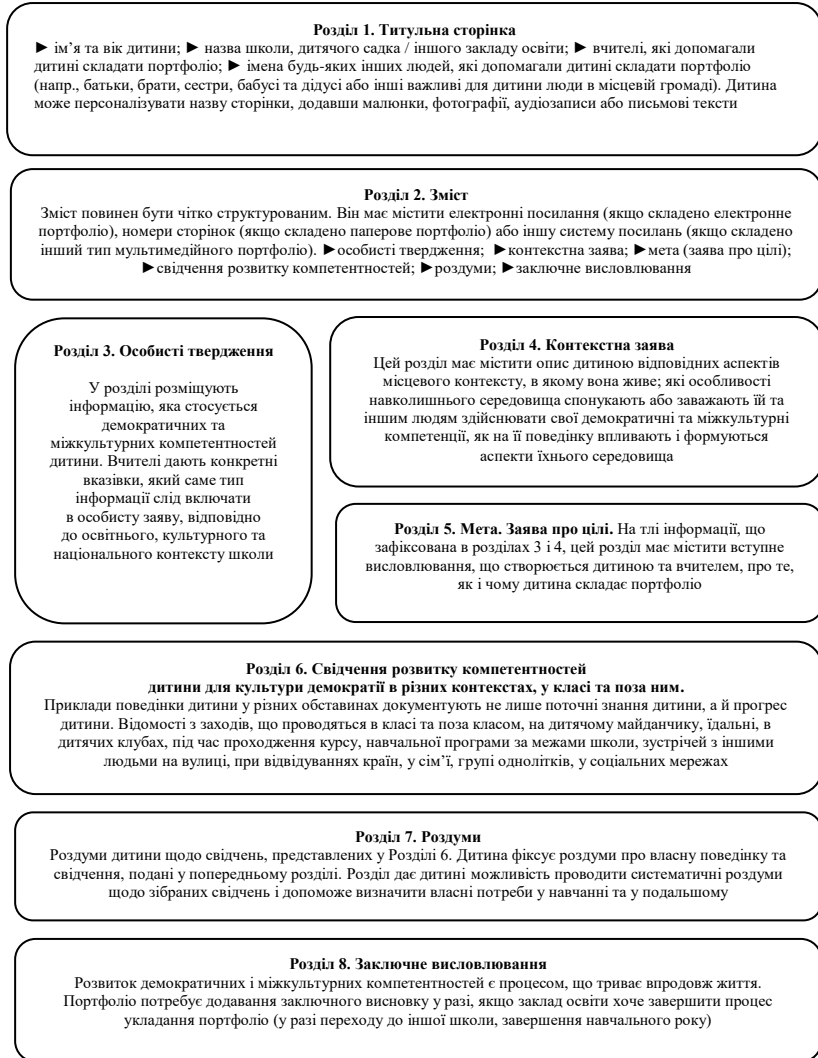 Розділ 1. Титульна сторінка
► ім’я та вік дитини; ► назва школи, дитячого садка / іншого закладу освіти; ► вчителі, які допомагали
дитині складати портфоліо; ► імена будь-яких інших людей, які допомагали дитині складати портфоліо
(напр., батьки, брати, сестри, бабусі та дідусі або інші важливі для дитини люди в місцевій громаді). Дитина
може персоналізувати назву сторінки, додавши малюнки, фотографії, аудіозаписи або письмові тексти
Розділ 2. Зміст
Зміст повинен бути чітко структурованим. Він має містити електронні посилання (якщо складено електронне
портфоліо), номери сторінок (якщо складено паперове портфоліо) або іншу систему посилань (якщо складено
інший тип мультимедійного портфоліо). ►особисті твердження; ►контекстна заява; ►мета (заява про цілі);
►свідчення розвитку компетентностей; ►роздуми; ►заключне висловлювання
Розділ 3. Особисті твердження
У розділі розміщують
інформацію, яка стосується
демократичних та
міжкультурних компетентностей
дитини. Вчителі дають конкретні
вказівки, який саме тип
інформації слід включати
в особисту заяву, відповідно
до освітнього, культурного та
національного контексту школи
Розділ 4. Контекстна заява
Цей розділ має містити опис дитиною відповідних аспектів
місцевого контексту, в якому вона живе; які особливості
навколишнього середовища спонукають або заважають їй та
іншим людям здійснювати свої демократичні та міжкультурні
компетенції, як на її поведінку впливають і формуються
аспекти їхнього середовища
Розділ 5. Мета. Заява про цілі. На тлі інформації, що
зафіксована в розділах 3 і 4, цей розділ має містити вступне
висловлювання, що створюється дитиною та вчителем, про те,
як і чому дитина складає портфоліо
Розділ 6. Свідчення розвитку компетентностей
дитини для культури демократії в різних контекстах, у класі та поза ним.
Приклади поведінки дитини у різних обставинах документують не лише поточні знання дитини, а й прогрес
дитини. Відомості з заходів, що проводяться в класі та поза класом, на дитячому майданчику, їдальні, в
дитячих клубах, під час проходження курсу, навчальної програми за межами школи, зустрічей з іншими
людьми на вулиці, при відвідуваннях країн, у сім’ї, групі однолітків, у соціальних мережах
Розділ 7. Роздуми
Роздуми дитини щодо свідчень, представлених у Розділі 6. Дитина фіксує роздуми про власну поведінку та
свідчення, подані у попередньому розділі. Розділ дає дитині можливість проводити систематичні роздуми
щодо зібраних свідчень і допоможе визначити власні потреби у навчанні та у подальшому
Розділ 8. Заключне висловлювання
Розвиток демократичних і міжкультурних компетентностей є процесом, що триває впродовж життя.
Портфоліо потребує додавання заключного висновку у разі, якщо заклад освіти хоче завершити процес
укладання портфоліо (у разі переходу до іншої школи, завершення навчального року)